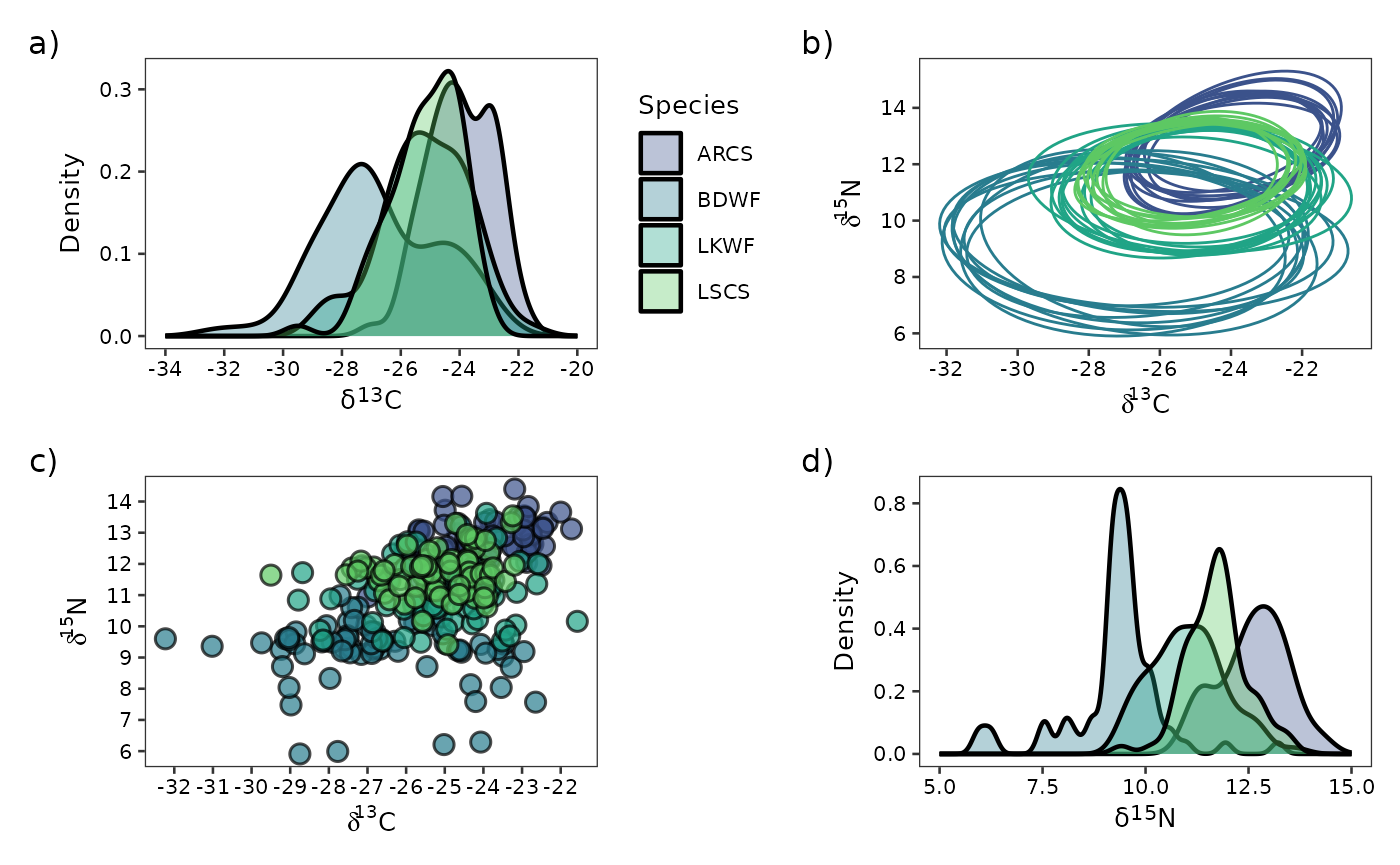 a)
Density
0.3
0.2
0.1
0.0
-34 -32 -30 -28 -26 -24 -22 -20
δ¹³C
Species
ARCS
BDWF
LKWF
LSCS
b)
δ¹⁵N
14
12
10
8
6
-32 -30 -28 -26 -24 -22
δ¹³C
c)
δ¹⁵N
14
13
12
11
10
9
8
7
6
-32 -31 -30 -29 -28 -27 -26 -25 -24 -23 -22
δ¹³C
d)
Density
0.8
0.6
0.4
0.2
0.0
5.0 7.5 10.0 12.5 15.0
δ¹⁵N